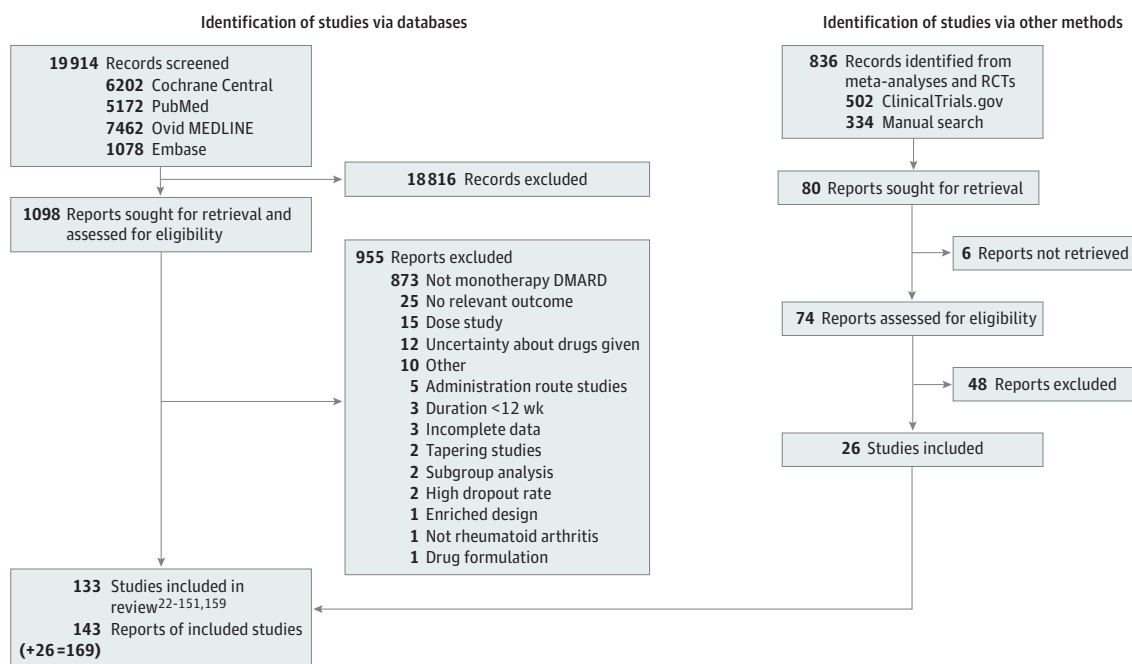 Identification of studies via databases
19914 Records screened
6202 Cochrane Central
5172 PubMed
7462 Ovid MEDLINE
1078 Embase
18816 Records excluded
1098 Reports sought for retrieval and
assessed for eligibility
955 Reports excluded
873 Not monotherapy DMARD
25 No relevant outcome
15 Dose study
12 Uncertainty about drugs given
10 Other
5 Administration route studies
3 Duration <12 wk
3 Incomplete data
2 Tapering studies
2 Subgroup analysis
2 High dropout rate
1 Enriched design
1 Not rheumatoid arthritis
1 Drug formulation
133 Studies included in
review22-151,159
143 Reports of included studies
(+26=169)
Identification of studies via other methods
836 Records identified from
meta-analyses and RCTs
502 ClinicalTrials.gov
334 Manual search
80 Reports sought for retrieval
6 Reports not retrieved
74 Reports assessed for eligibility
48 Reports excluded
26 Studies included